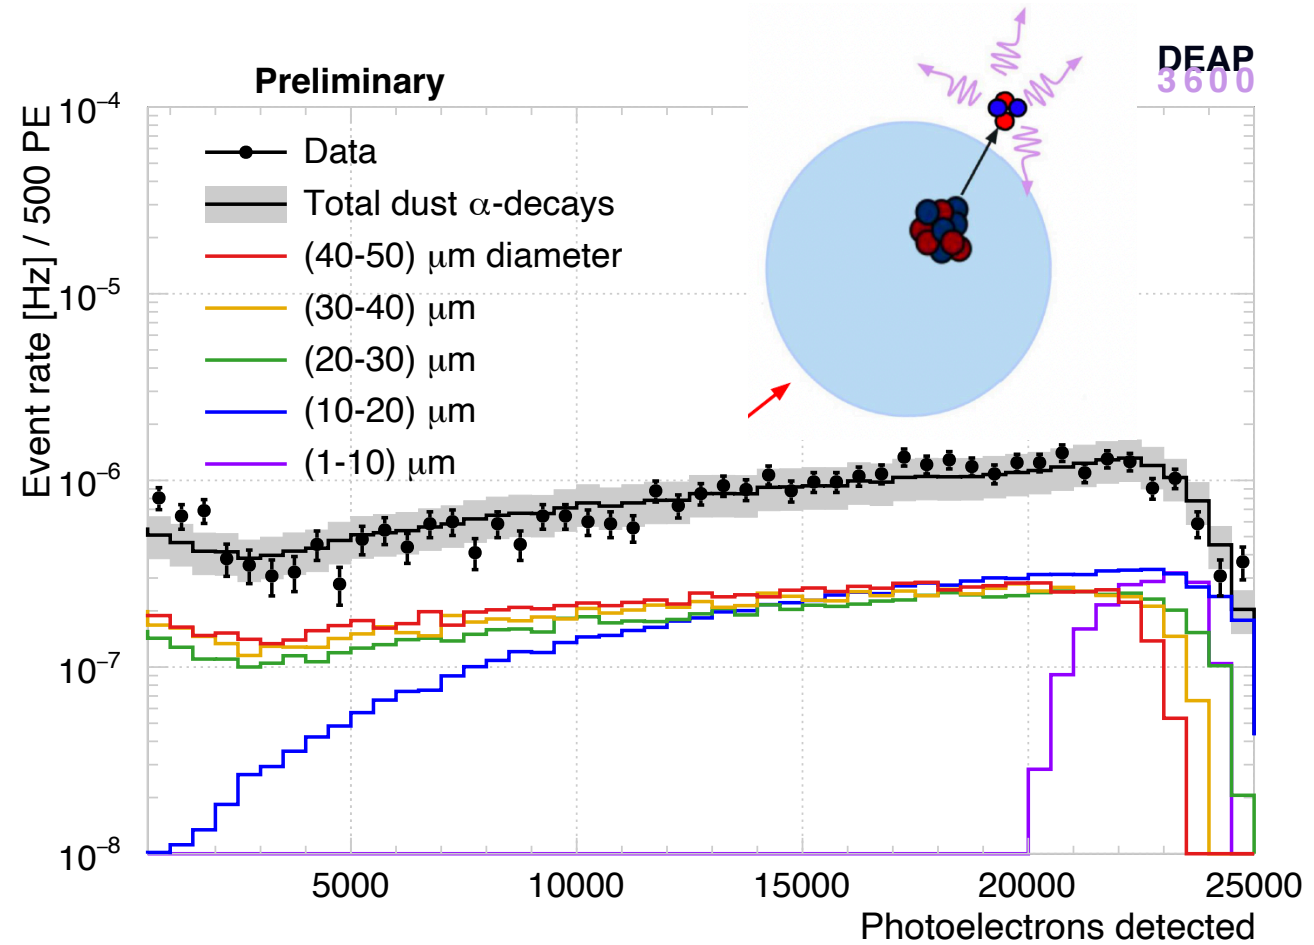 Preliminary
DEAP
3600
Event rate [Hz] / 500 PE
10⁻⁴
10⁻⁵
10⁻⁶
10⁻⁷
10⁻⁸
Data
Total dust α-decays
(40-50) μm diameter
(30-40) μm
(20-30) μm
(10-20) μm
(1-10) μm
5000 10000 15000 20000 25000
Photoelectrons detected